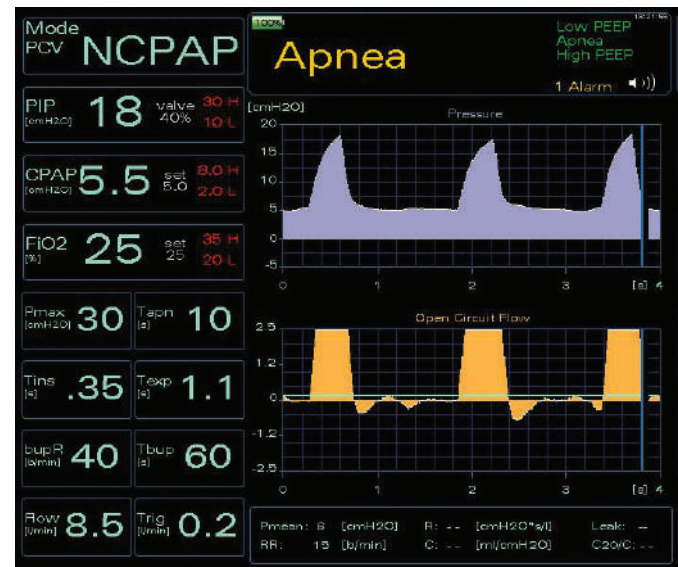 Mode
PCV NCPAP
100%
Apnea
Low PEEP
Apnea
High PEEP
1 Alarm
PIP
[cmH2O]
18
valve
40%
30 H
10 L
CPAP
[cmH2O]
5.5
set
5.0
8.0 H
2.0 L
FiO2
[%]
25
set
25
35 H
20 L
Pmax
[cmH2O]
30
Tapn
[s]
10
Tins
[s]
.35
Texp
[s]
1.1
bupR
[b/min]
40
Tbup
[s]
60
Flow
[l/min]
8.5
Trig
[l/min]
0.2
[cmH2O]
Pressure
20
15
10
5
0
-5
0 1 2 3 [s] 4
Open Circuit Flow
2.5
1.2
0
-1.2
-2.5
0 1 2 3 [s] 4
Pmean: 6 [cmH2O] R: -- [cmH2O*s/l] Leak: --
RR: 15 [b/min] C: -- [ml/cmH2O] C20/C: --